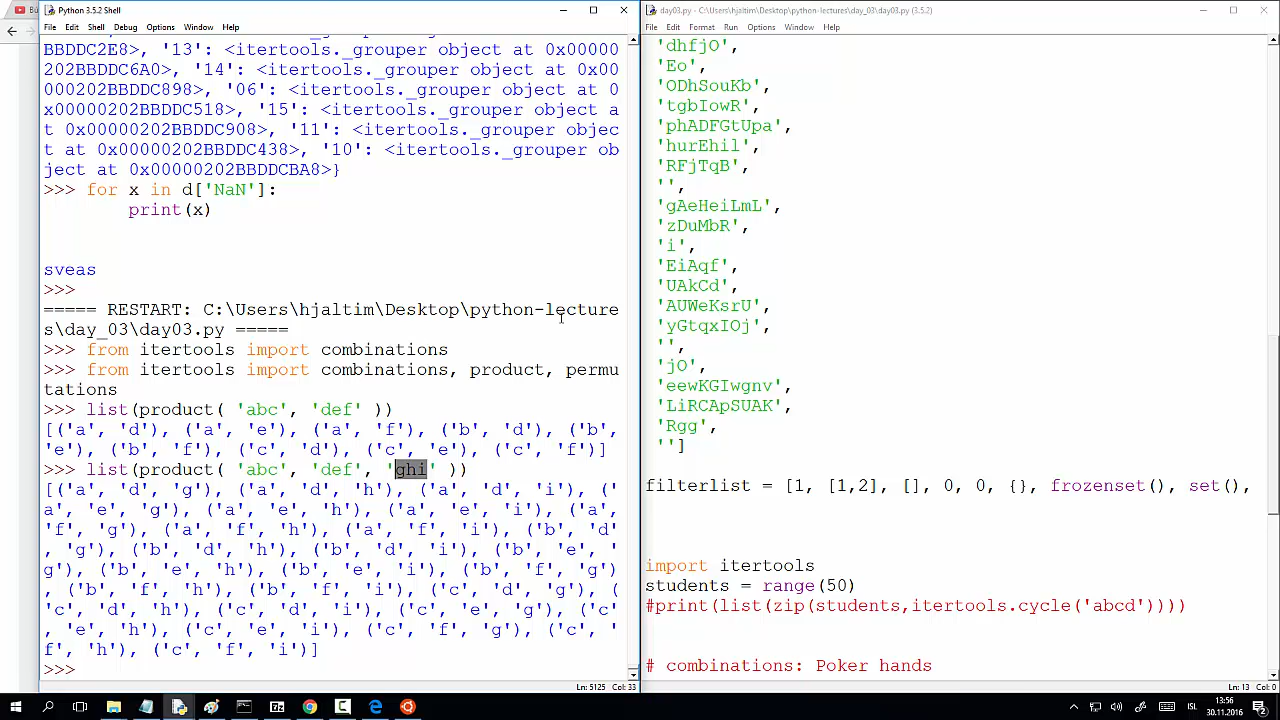 Python 3.5.2 Shell
File Edit Shell Debug Options Window Help
BBDDC2E8>, '13': <itertools._grouper object at 0x00000
202BBDDC6A0>, '14': <itertools._grouper object at 0x00
000202BBDDC898>, '06': <itertools._grouper object at 0
x00000202BBDDC518>, '15': <itertools._grouper object a
t 0x00000202BBDDC908>, '11': <itertools._grouper objec
t at 0x00000202BBDDC438>, '10': <itertools._grouper ob
ject at 0x00000202BBDDCBA8>}
>>> for x in d['NaN']:
print(x)
sveas
>>>
===== RESTART: C:\Users\hjaltim\Desktop\python-lecture
s\day_03\day03.py =====
>>> from itertools import combinations
>>> from itertools import combinations, product, permu
tations
>>> list(product( 'abc', 'def' ))
[('a', 'd'), ('a', 'e'), ('a', 'f'), ('b', 'd'), ('b',
'e'), ('b', 'f'), ('c', 'd'), ('c', 'e'), ('c', 'f')]
>>> list(product( 'abc', 'def', 'ghi' ))
[('a', 'd', 'g'), ('a', 'd', 'h'), ('a', 'd', 'i'), ('
a', 'e', 'g'), ('a', 'e', 'h'), ('a', 'e', 'i'), ('a',
'f', 'g'), ('a', 'f', 'h'), ('a', 'f', 'i'), ('b', 'd'
, 'g'), ('b', 'd', 'h'), ('b', 'd', 'i'), ('b', 'e', '
g'), ('b', 'e', 'h'), ('b', 'e', 'i'), ('b', 'f', 'g')
, ('b', 'f', 'h'), ('b', 'f', 'i'), ('c', 'd', 'g'), (
'c', 'd', 'h'), ('c', 'd', 'i'), ('c', 'e', 'g'), ('c'
, 'e', 'h'), ('c', 'e', 'i'), ('c', 'f', 'g'), ('c', '
f', 'h'), ('c', 'f', 'i')]
>>>
Ln: 5125 Col: 33
day03.py - C:\Users\hjaltim\Desktop\python-lectures\day_03\day03.py (3.5.2)
File Edit Format Run Options Window Help
'dhfjO',
'Eo',
'ODhSouKb',
'tgbIowR',
'phADFGtUpa',
'hurEhil',
'RFjTqB',
'',
'gAeHeiLmL',
'zDuMbR',
'i',
'EiAqf',
'UAkCd',
'AUWeKsrU',
'yGtqxIOj',
'',
'jO',
'eewKGIwgnv',
'LiRCApSUAK',
'Rgg',
'']
filterlist = [1, [1,2], [], 0, 0, {}, frozenset(), set(),
import itertools
students = range(50)
#print(list(zip(students,itertools.cycle('abcd'))))
# combinations: Poker hands
Ln: 13 Col: 0
ÍSL
13:56
30.11.2016